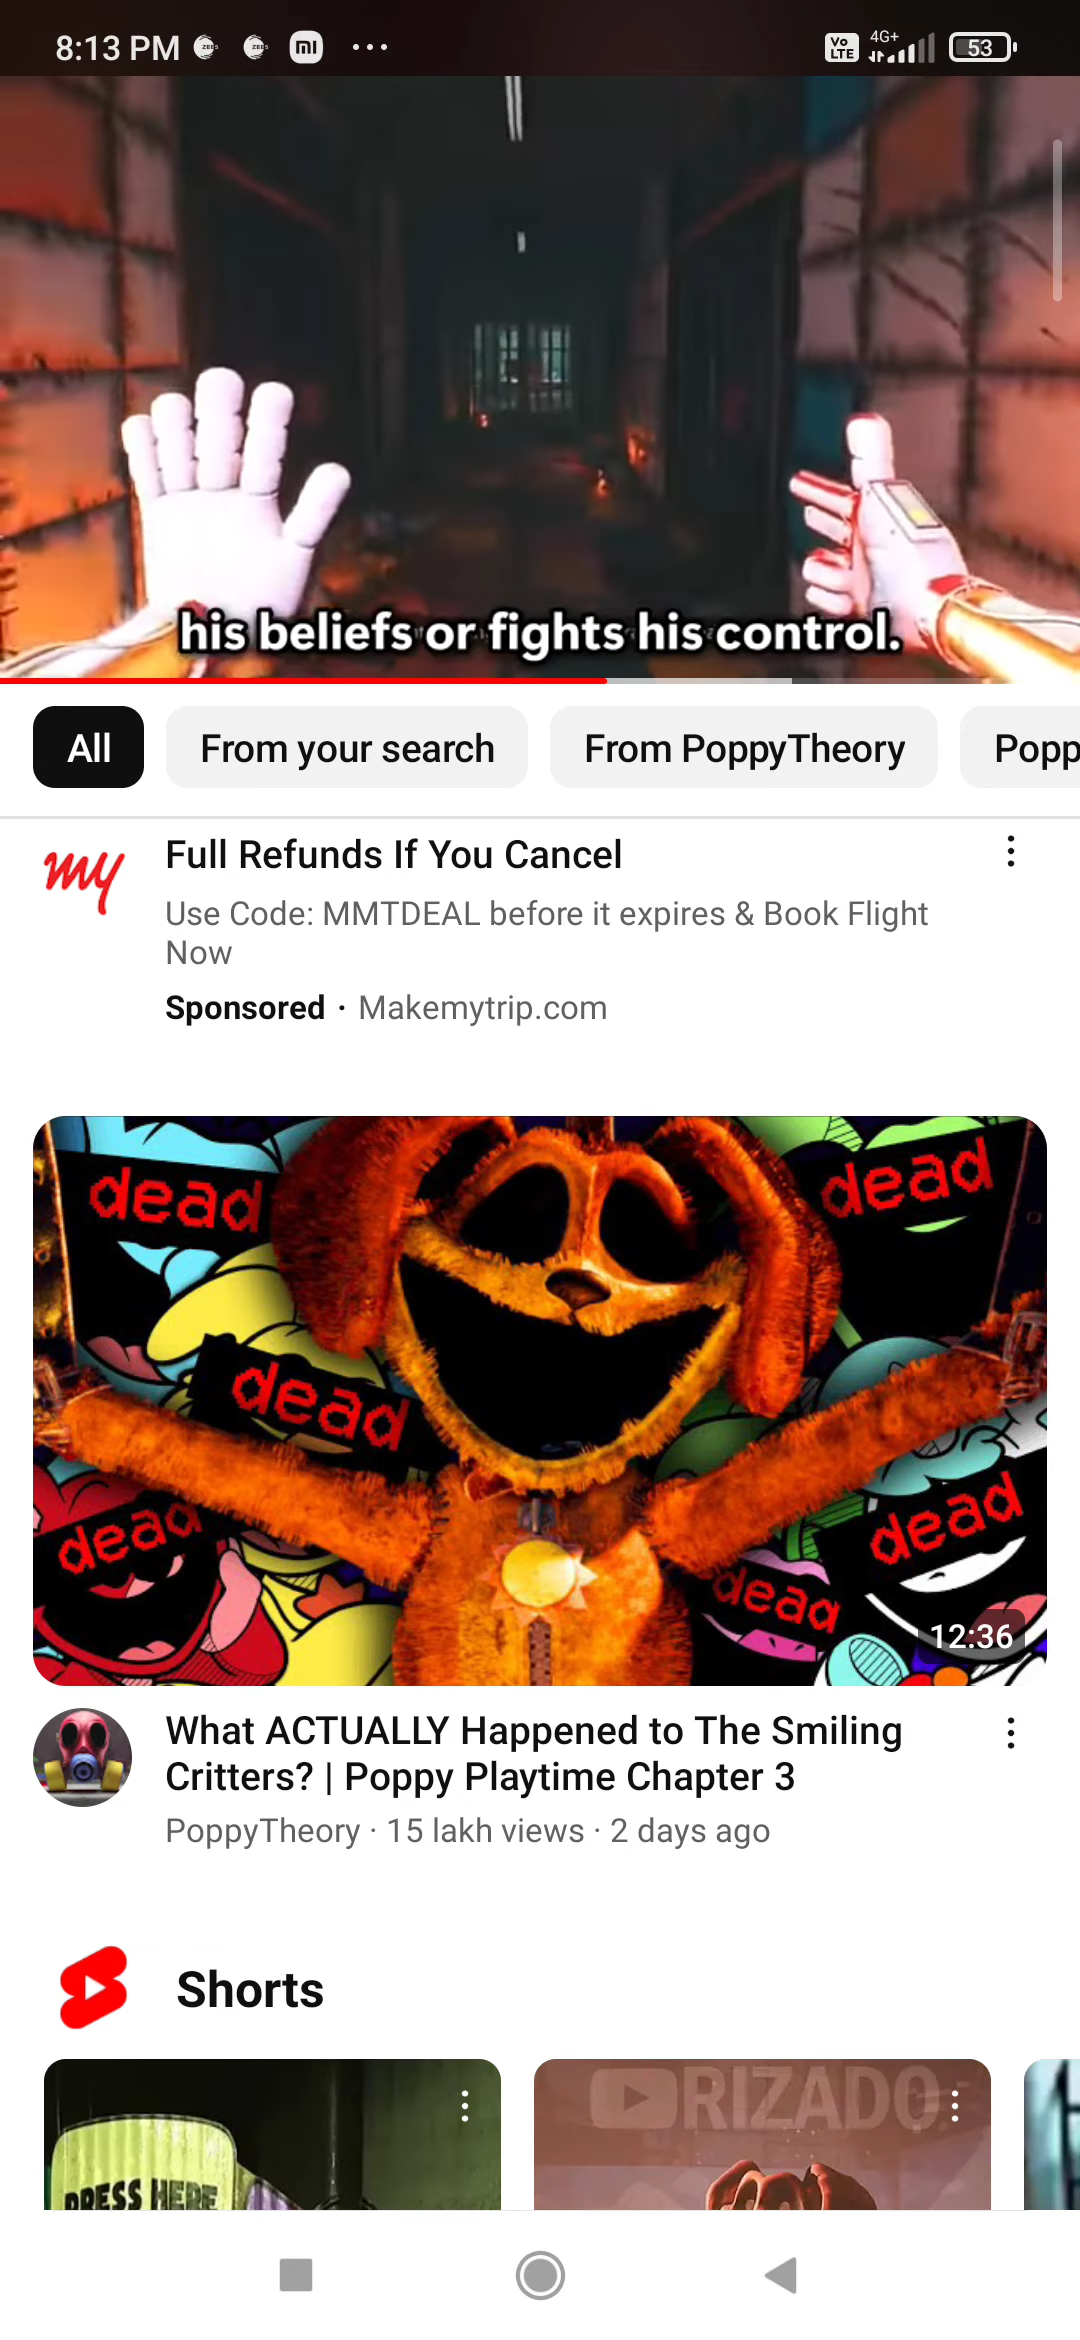 8:13 PM
Vo
LTE
4G+
53
his beliefs or fights his control.
All
From your search
From PoppyTheory
Popp
my
Full Refunds If You Cancel
Use Code: MMTDEAL before it expires & Book Flight
Now
Sponsored · Makemytrip.com
dead
dead
dead
dead
dead
dead
12:36
What ACTUALLY Happened to The Smiling
Critters? | Poppy Playtime Chapter 3
PoppyTheory · 15 lakh views · 2 days ago
Shorts
PRESS HERE
RIZADO